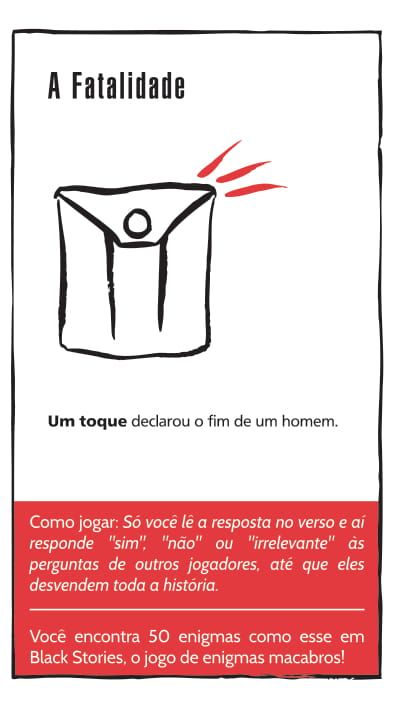 A Fatalidade
Um toque declarou o fim de um homem.
Como jogar: Só você lê a resposta no verso e aí
responde "sim", "não" ou "irrelevante" às
perguntas de outros jogadores, até que eles
desvendem toda a história.
Você encontra 50 enigmas como esse em
Black Stories, o jogo de enigmas macabros!